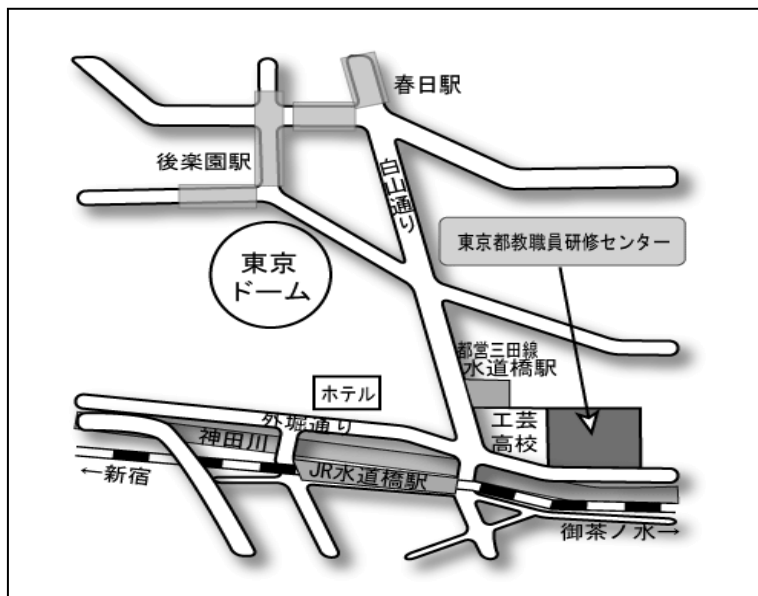 春日駅
後楽園駅
白山通り
東京都教職員研修センター
東京
ドーム
都営三田線
水道橋駅
ホテル
外堀通り
工芸
高校
神田川
←新宿
JR水道橋駅
御茶ノ水→